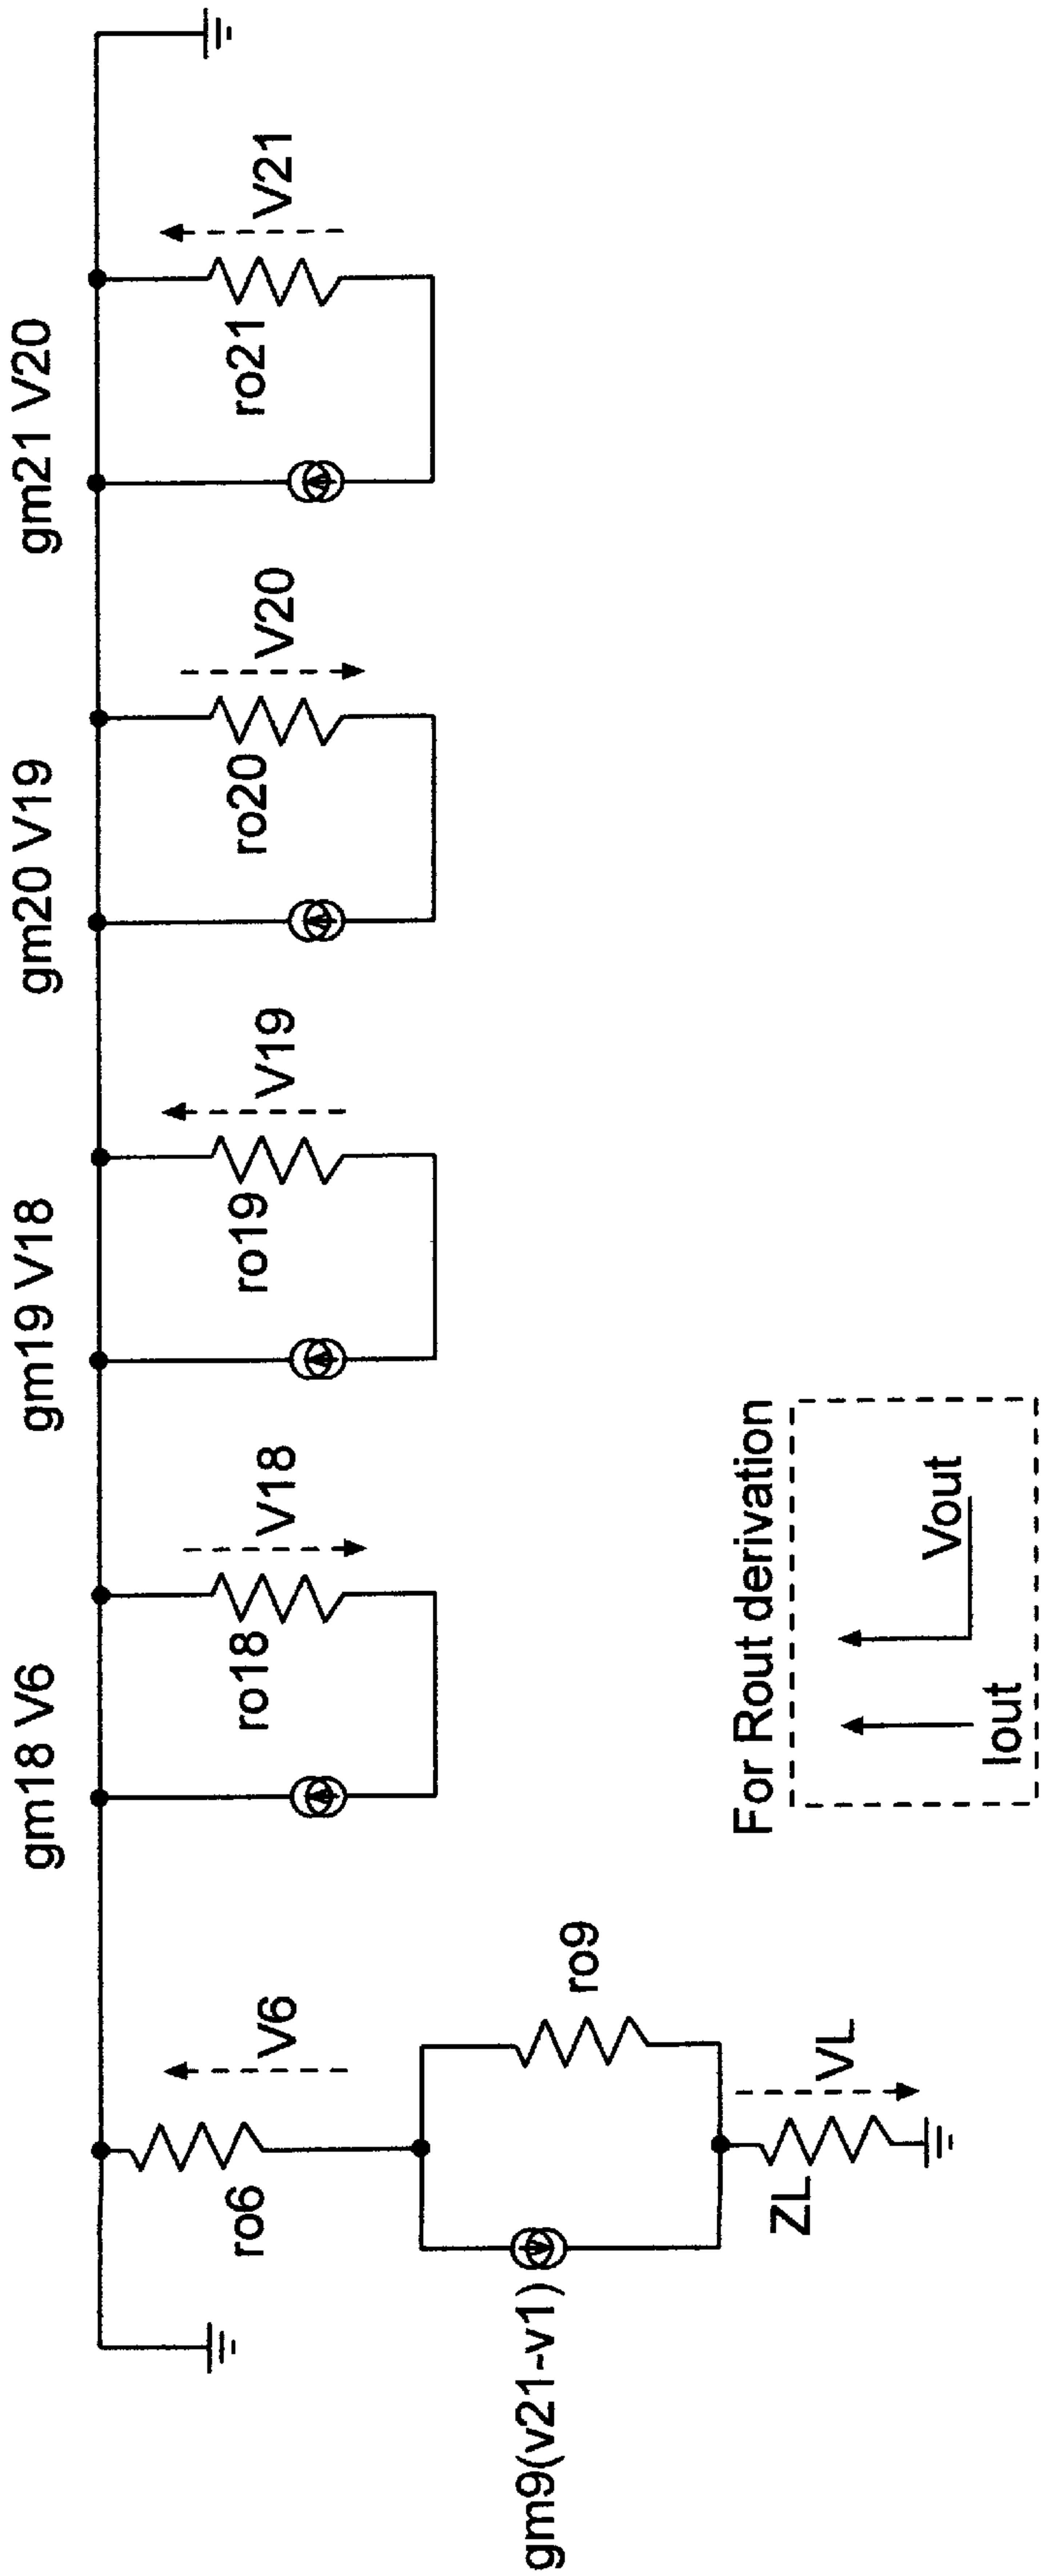 gm18 V6
gm19 V18
gm20 V19
gm21 V20
ro6
V6
ro18
V18
ro19
V19
ro20
V20
ro21
V21
gm9(v21-v1)
ro9
ZL
VL
For Rout derivation
Iout
Vout